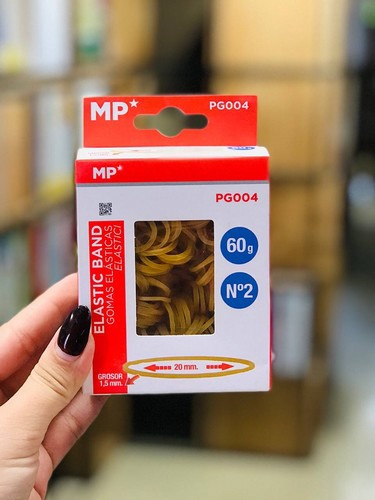 MP*
PG004
MP*
PG004
ELASTIC BAND
GOMAS ELÁSTICAS
ELASTICI
60g
Nº2
20 mm.
GROSOR
1,5 mm.